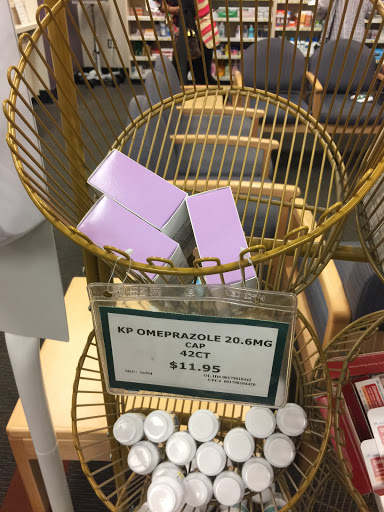 KP OMEPRAZOLE 20.6MG
CAP
42CT
$11.95